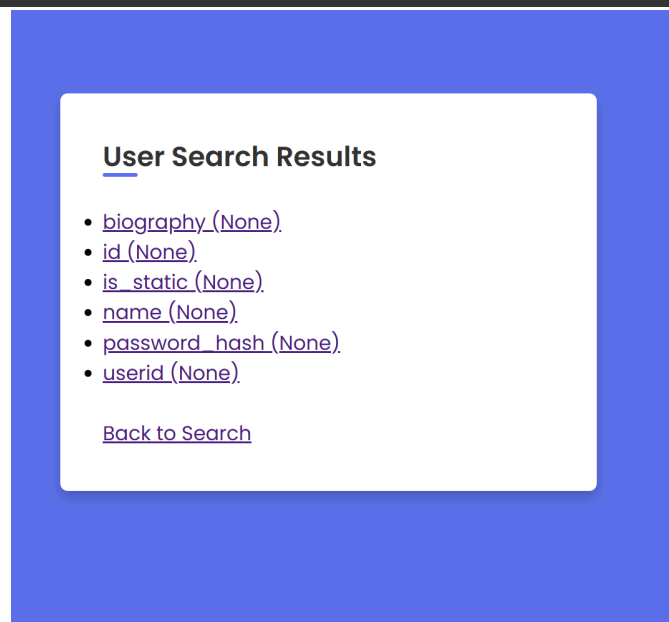 User Search Results
biography (None)
id (None)
is_static (None)
name (None)
password_hash (None)
userid (None)
Back to Search